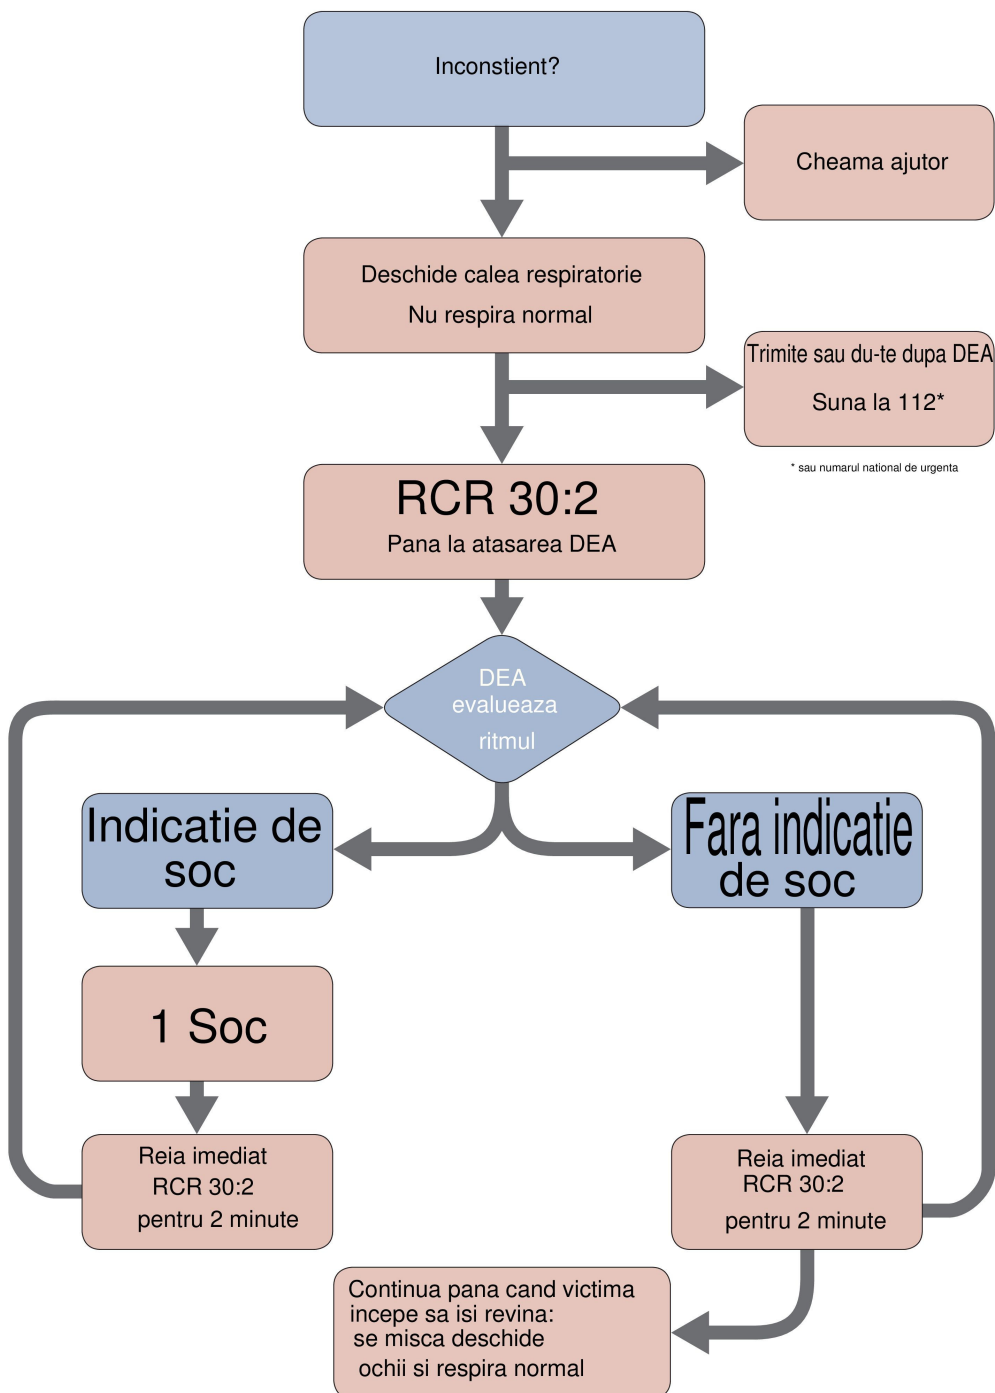 Inconstient?
Cheama ajutor
Deschide calea respiratorie
Nu respira normal
Trimite sau du-te dupa DEA
Suna la 112*
* sau numarul national de urgenta
RCR 30:2
Pana la atasarea DEA
DEA
evalueaza
ritmul
Indicatie de
soc
Fara indicatie
de soc
1 Soc
Reia imediat
RCR 30:2
pentru 2 minute
Reia imediat
RCR 30:2
pentru 2 minute
Continua pana cand victima
incepe sa isi revina:
se misca deschide
ochii si respira normal